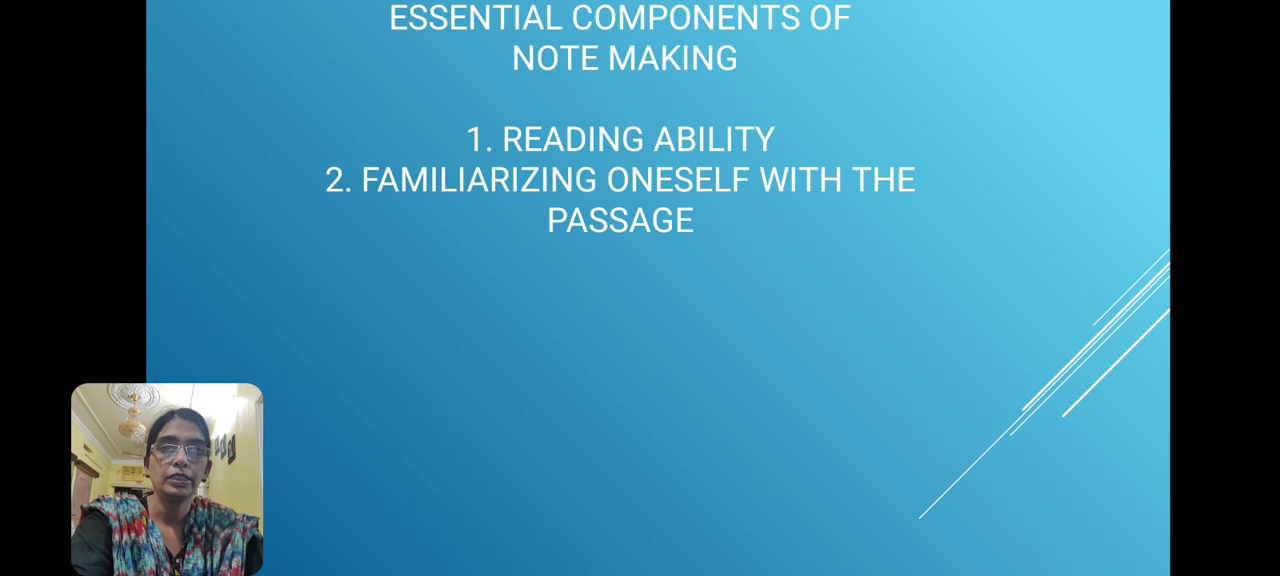 ESSENTIAL COMPONENTS OF
NOTE MAKING
1. READING ABILITY
2. FAMILIARIZING ONESELF WITH THE
PASSAGE